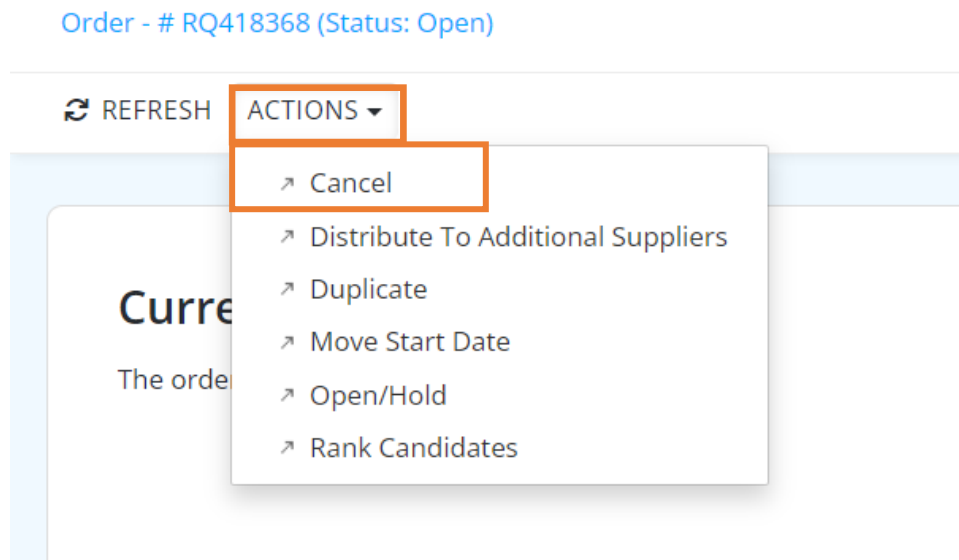 Order - # RQ418368 (Status: Open)
REFRESH ACTIONS
Cancel
Distribute To Additional Suppliers
Duplicate
Move Start Date
Open/Hold
Rank Candidates
Curre
The order